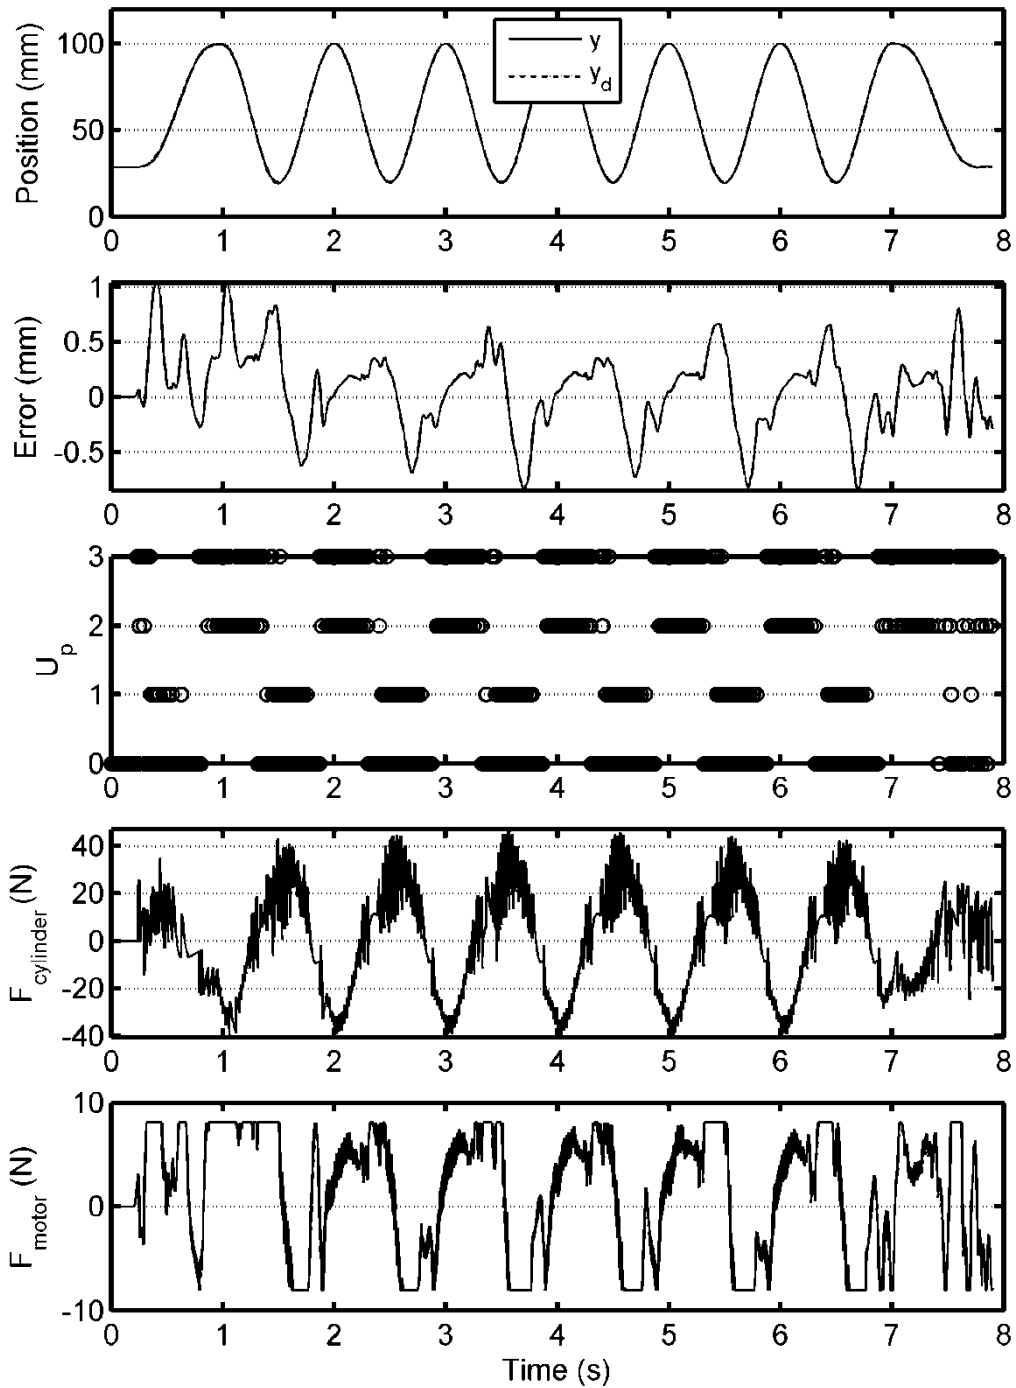 Position (mm)
100
50
0
y
y_d
0 1 2 3 4 5 6 7 8
Error (mm)
1
0.5
0
-0.5
0 1 2 3 4 5 6 7 8
U_p
3
2
1
0
0 1 2 3 4 5 6 7 8
F_cylinder (N)
40
20
0
-20
-40
0 1 2 3 4 5 6 7 8
F_motor (N)
10
0
-10
0 1 2 3 4 5 6 7 8
Time (s)